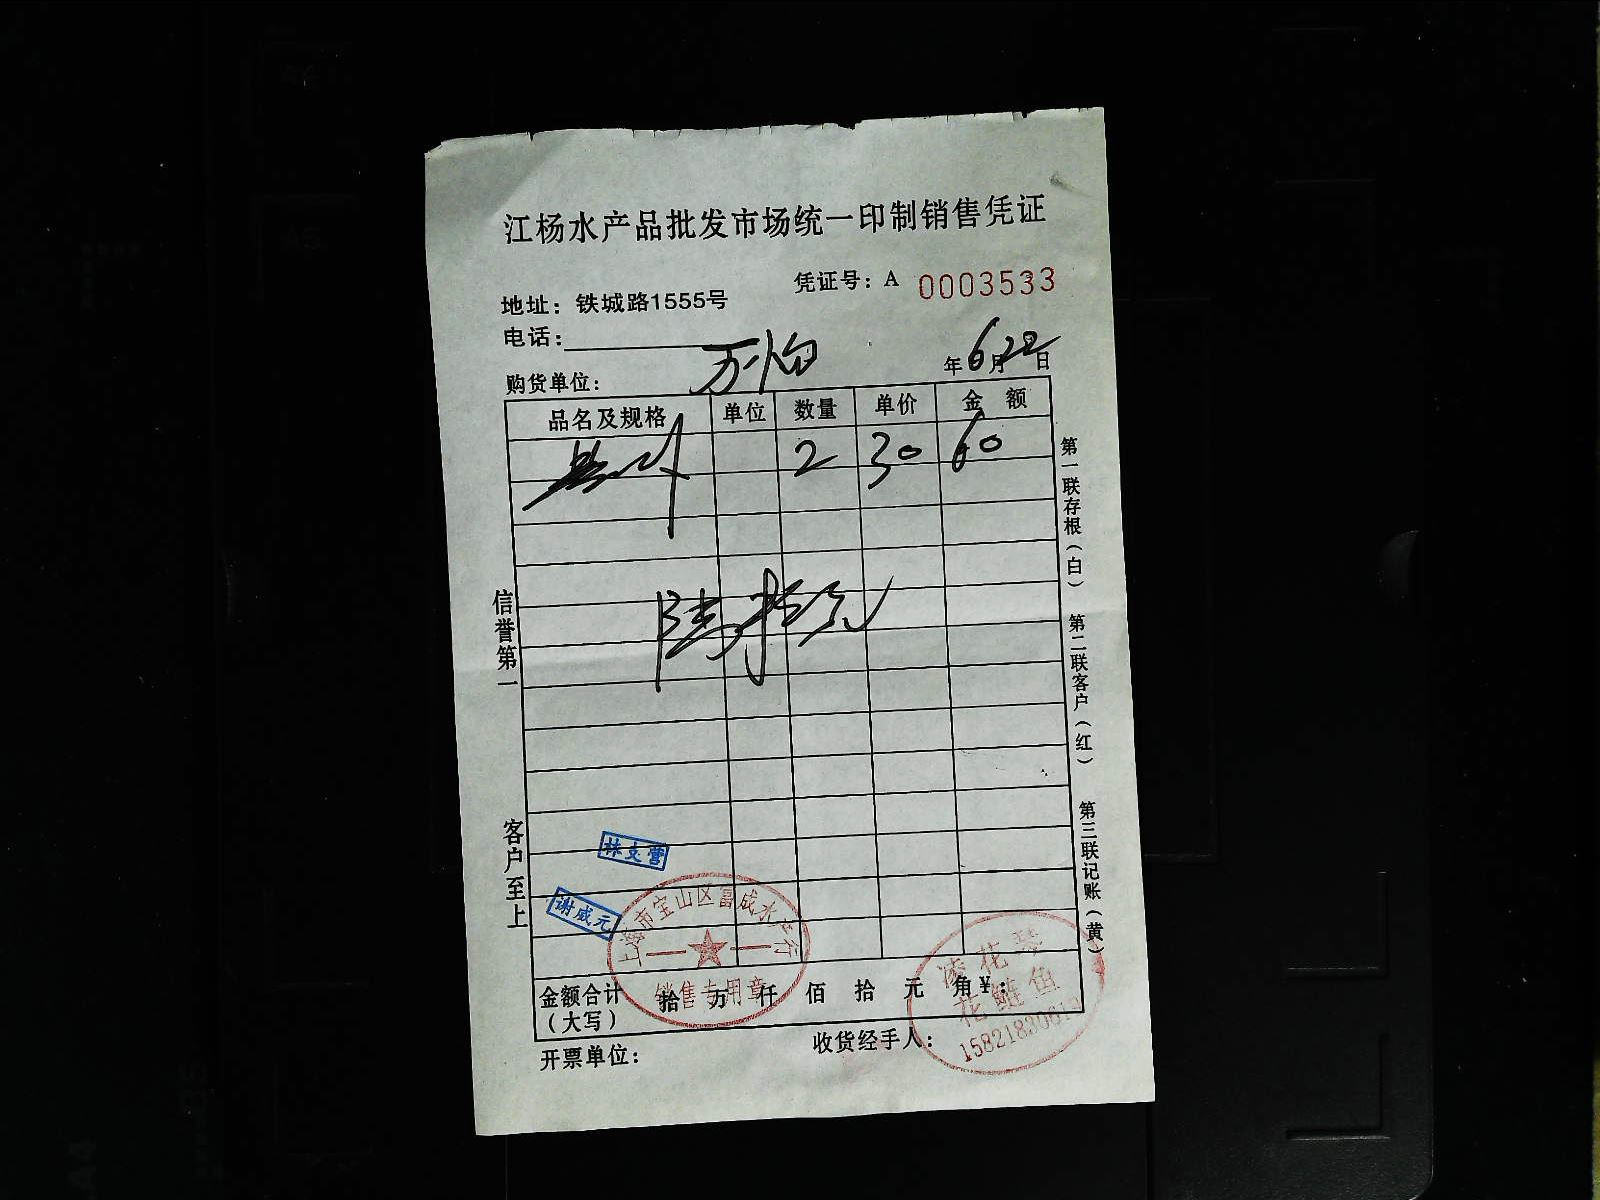 江杨水产品批发市场统一印制销售凭证
凭证号：A 0003533
地址：铁城路1555号
电话：
购货单位：万怡
年6月22日
品名及规格 单位 数量 单价 金额
2 30 60
陆拾元
信誉第一
客户至上
第一联存根（白）
第二联客户（红）
第三联记账（黄）
谢咸元
上海市宝山区富成水产行
销售专用章
花鲢鱼
金额合计（大写） 拾 万 仟 佰 拾 元 角￥：
开票单位：
收货经手人：